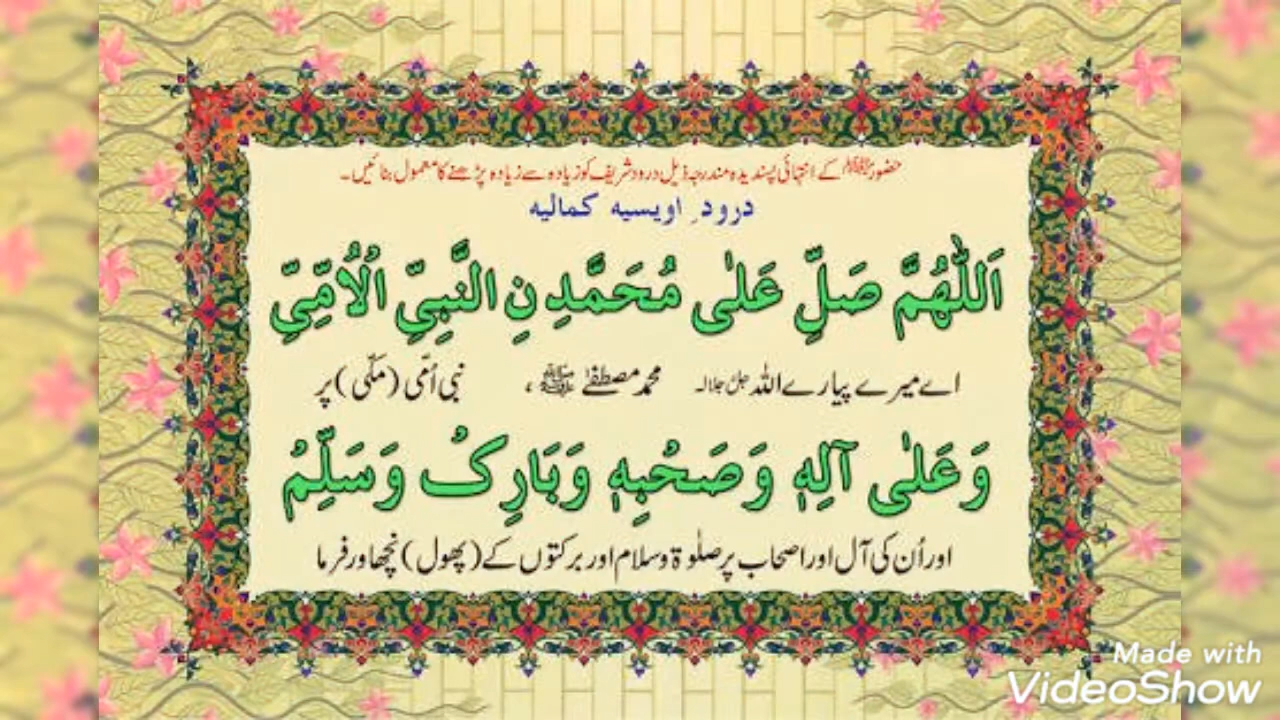 حضور ﷺ کے انتہائی پسندیدہ مندرجہ ذیل درود شریف کو زیادہ سے زیادہ پڑھنے کا معمول بنائیں۔
درودِ اویسیہ کمالیہ
اَللّٰهُمَّ صَلِّ عَلٰى مُحَمَّدِ نِ النَّبِيِّ الْاُمِّيِّ
اے میرے پیارے اللہ جل جلالہ محمد مصطفےٰ ﷺ ، نبی اُمّی (مکّی) پر
وَعَلٰى آلِهٖ وَصَحْبِهٖ وَبَارِكْ وَسَلِّمْ
اور اُن کی آل اور اصحاب پر صلوٰۃ و سلام اور برکتوں کے (پھول) نچھاور فرما
Made with
VideoShow